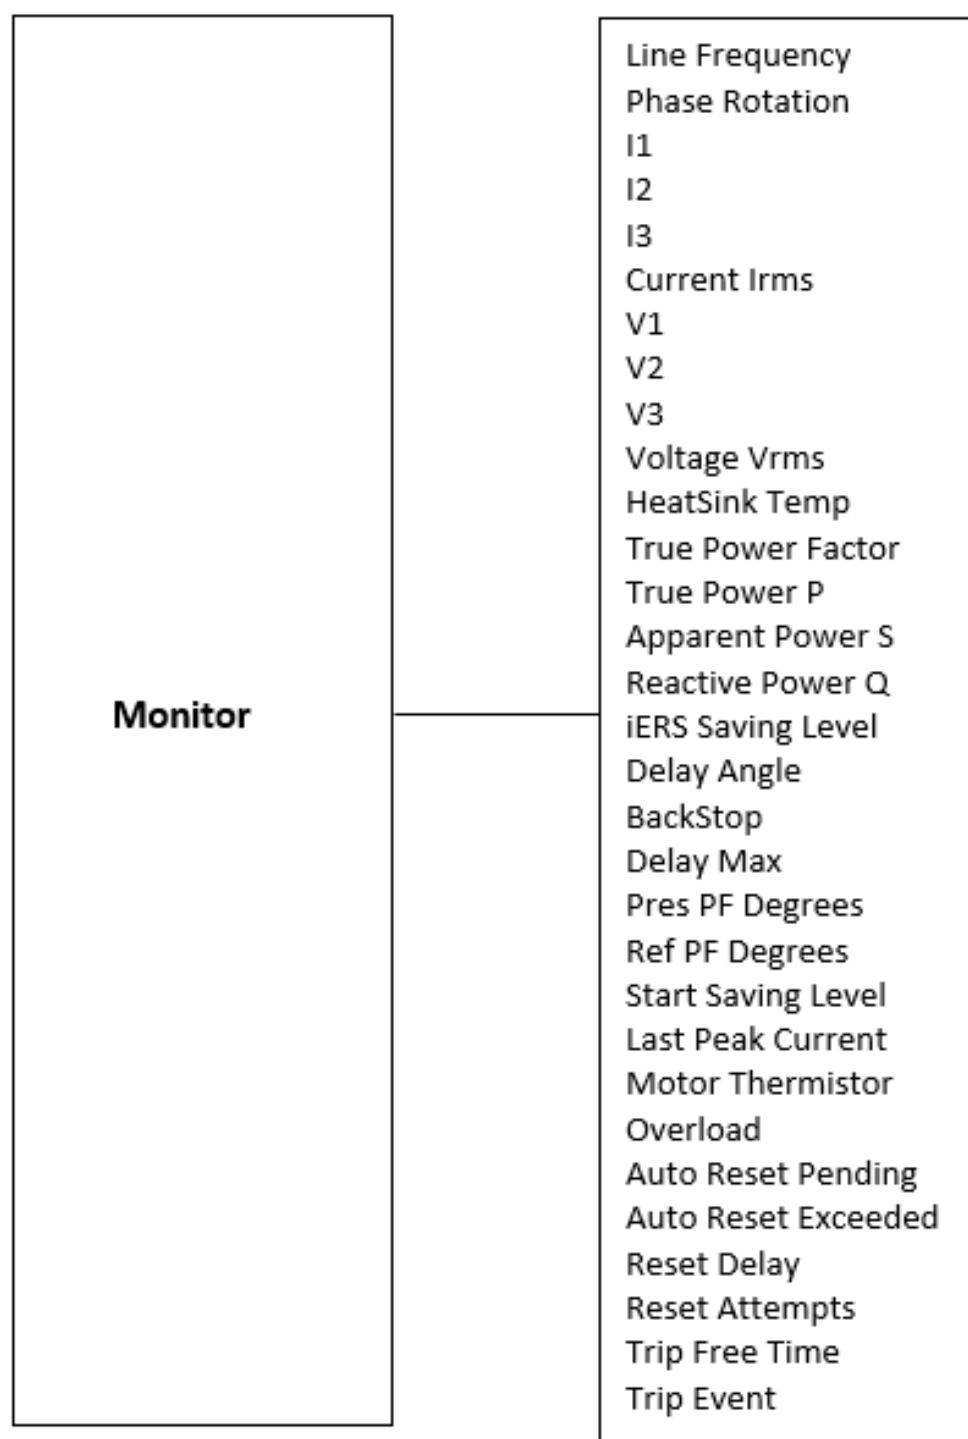 Monitor
Line Frequency
Phase Rotation
I1
I2
I3
Current Irms
V1
V2
V3
Voltage Vrms
HeatSink Temp
True Power Factor
True Power P
Apparent Power S
Reactive Power Q
iERS Saving Level
Delay Angle
BackStop
Delay Max
Pres PF Degrees
Ref PF Degrees
Start Saving Level
Last Peak Current
Motor Thermistor
Overload
Auto Reset Pending
Auto Reset Exceeded
Reset Delay
Reset Attempts
Trip Free Time
Trip Event